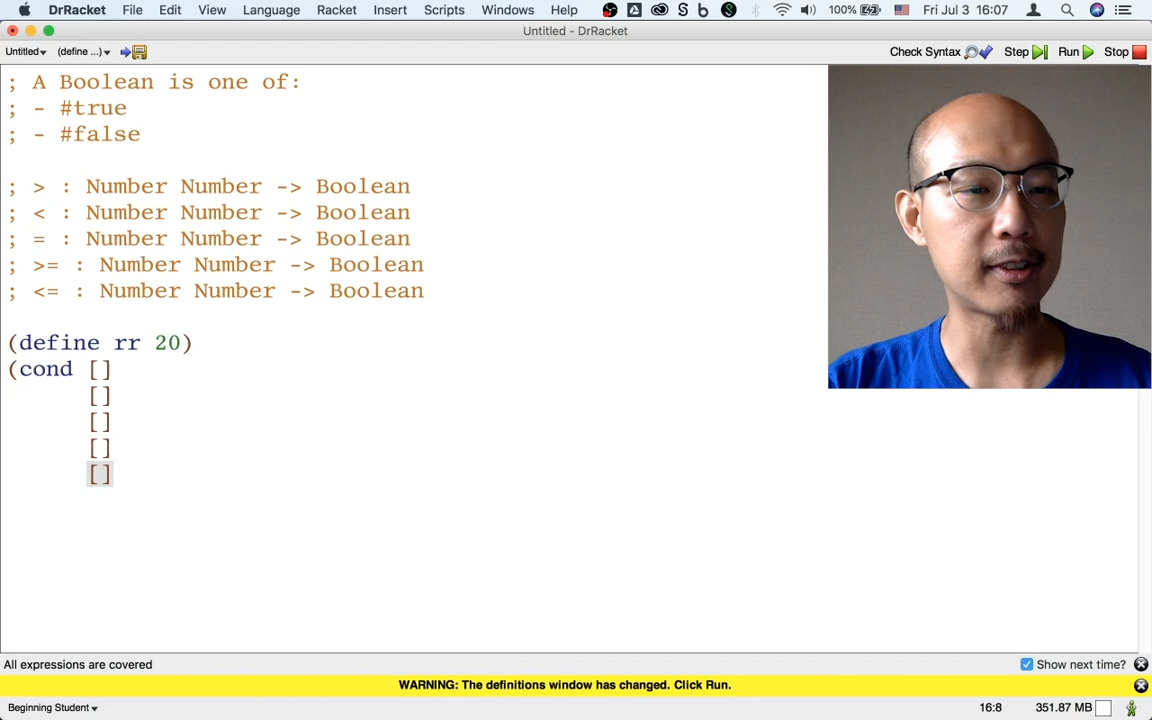 DrRacket File Edit View Language Racket Insert Scripts Windows Help 100% Fri Jul 3 16:07
Untitled - DrRacket
Untitled (define ...) Check Syntax Step Run Stop
; A Boolean is one of:
; - #true
; - #false
; > : Number Number -> Boolean
; < : Number Number -> Boolean
; = : Number Number -> Boolean
; >= : Number Number -> Boolean
; <= : Number Number -> Boolean
(define rr 20)
(cond []
[]
[]
[]
[]
All expressions are covered Show next time?
WARNING: The definitions window has changed. Click Run.
Beginning Student 16:8 351.87 MB